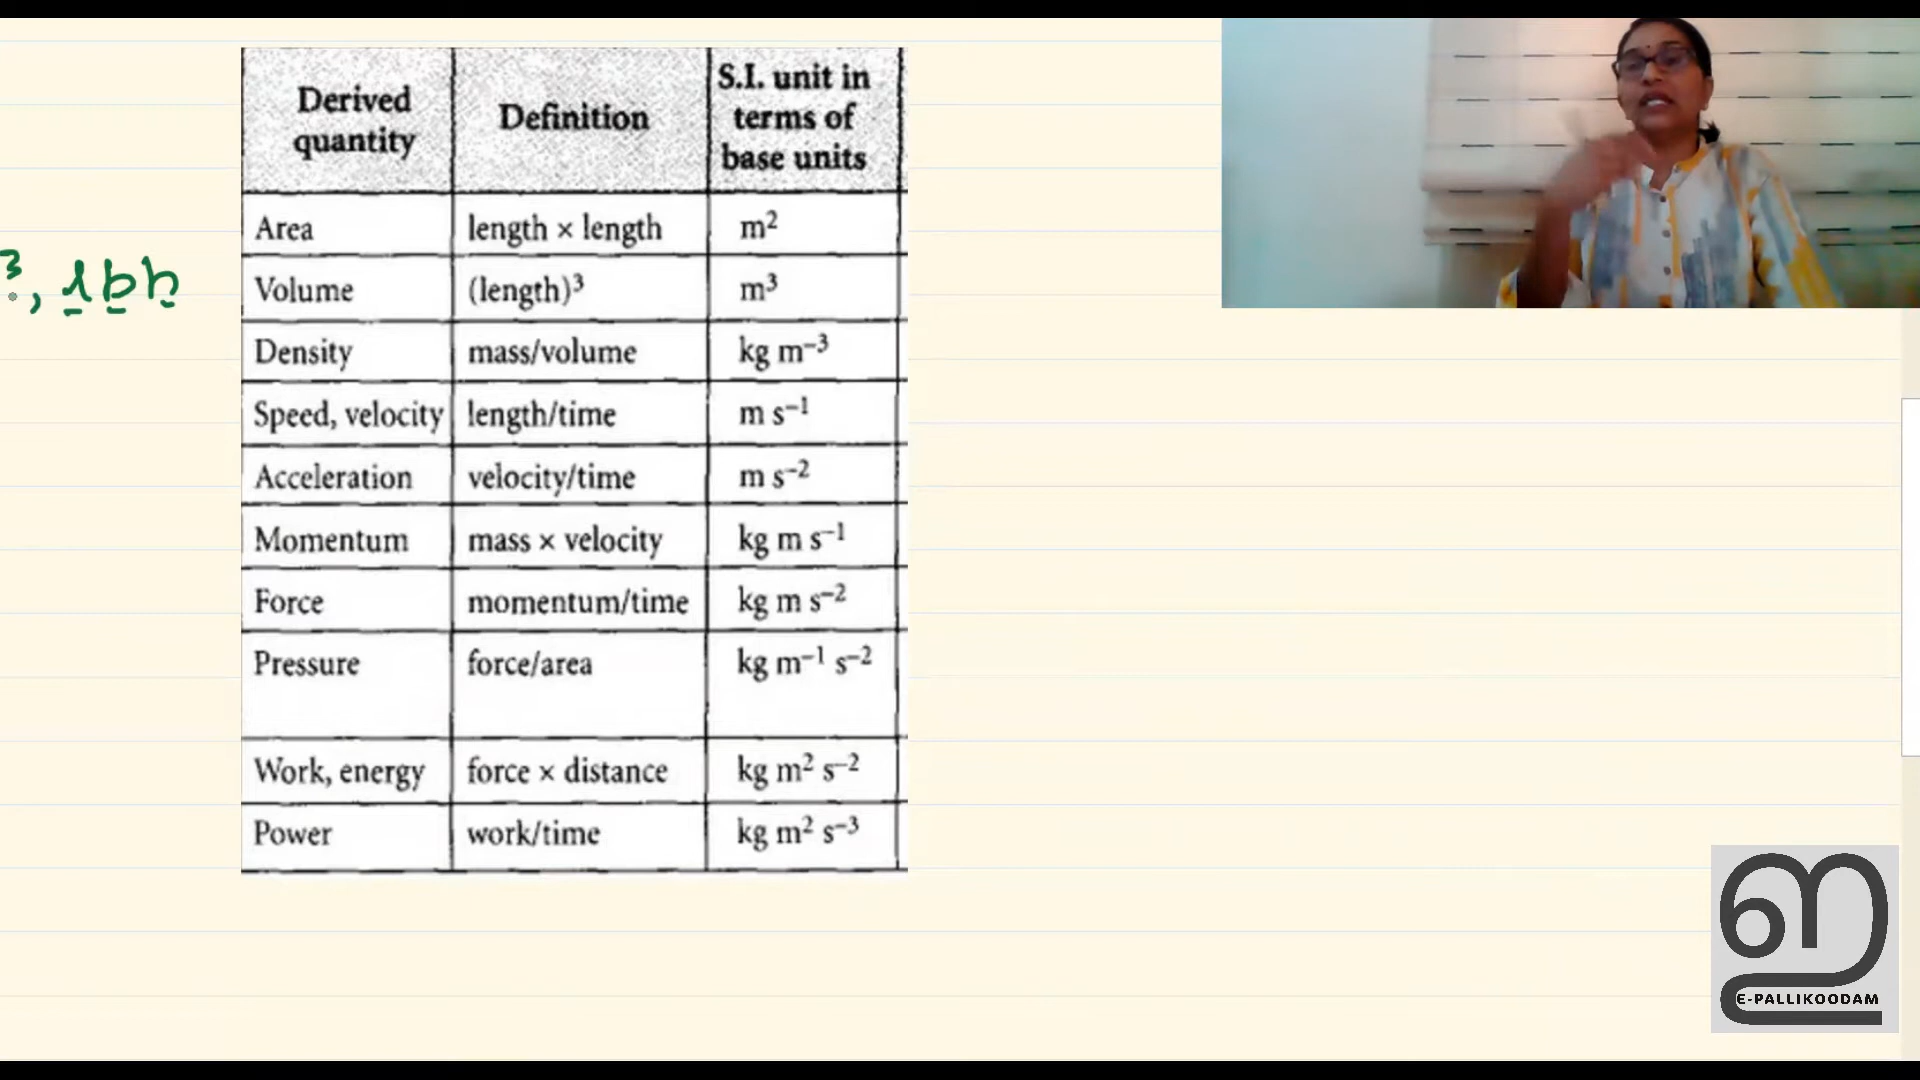 Derived quantity | Definition | S.I. unit in terms of base units
Area | length × length | m²
Volume | (length)³ | m³
Density | mass/volume | kg m⁻³
Speed, velocity | length/time | m s⁻¹
Acceleration | velocity/time | m s⁻²
Momentum | mass × velocity | kg m s⁻¹
Force | momentum/time | kg m s⁻²
Pressure | force/area | kg m⁻¹ s⁻²
Work, energy | force × distance | kg m² s⁻²
Power | work/time | kg m² s⁻³
³, lbh
E-PALLIKOODAM